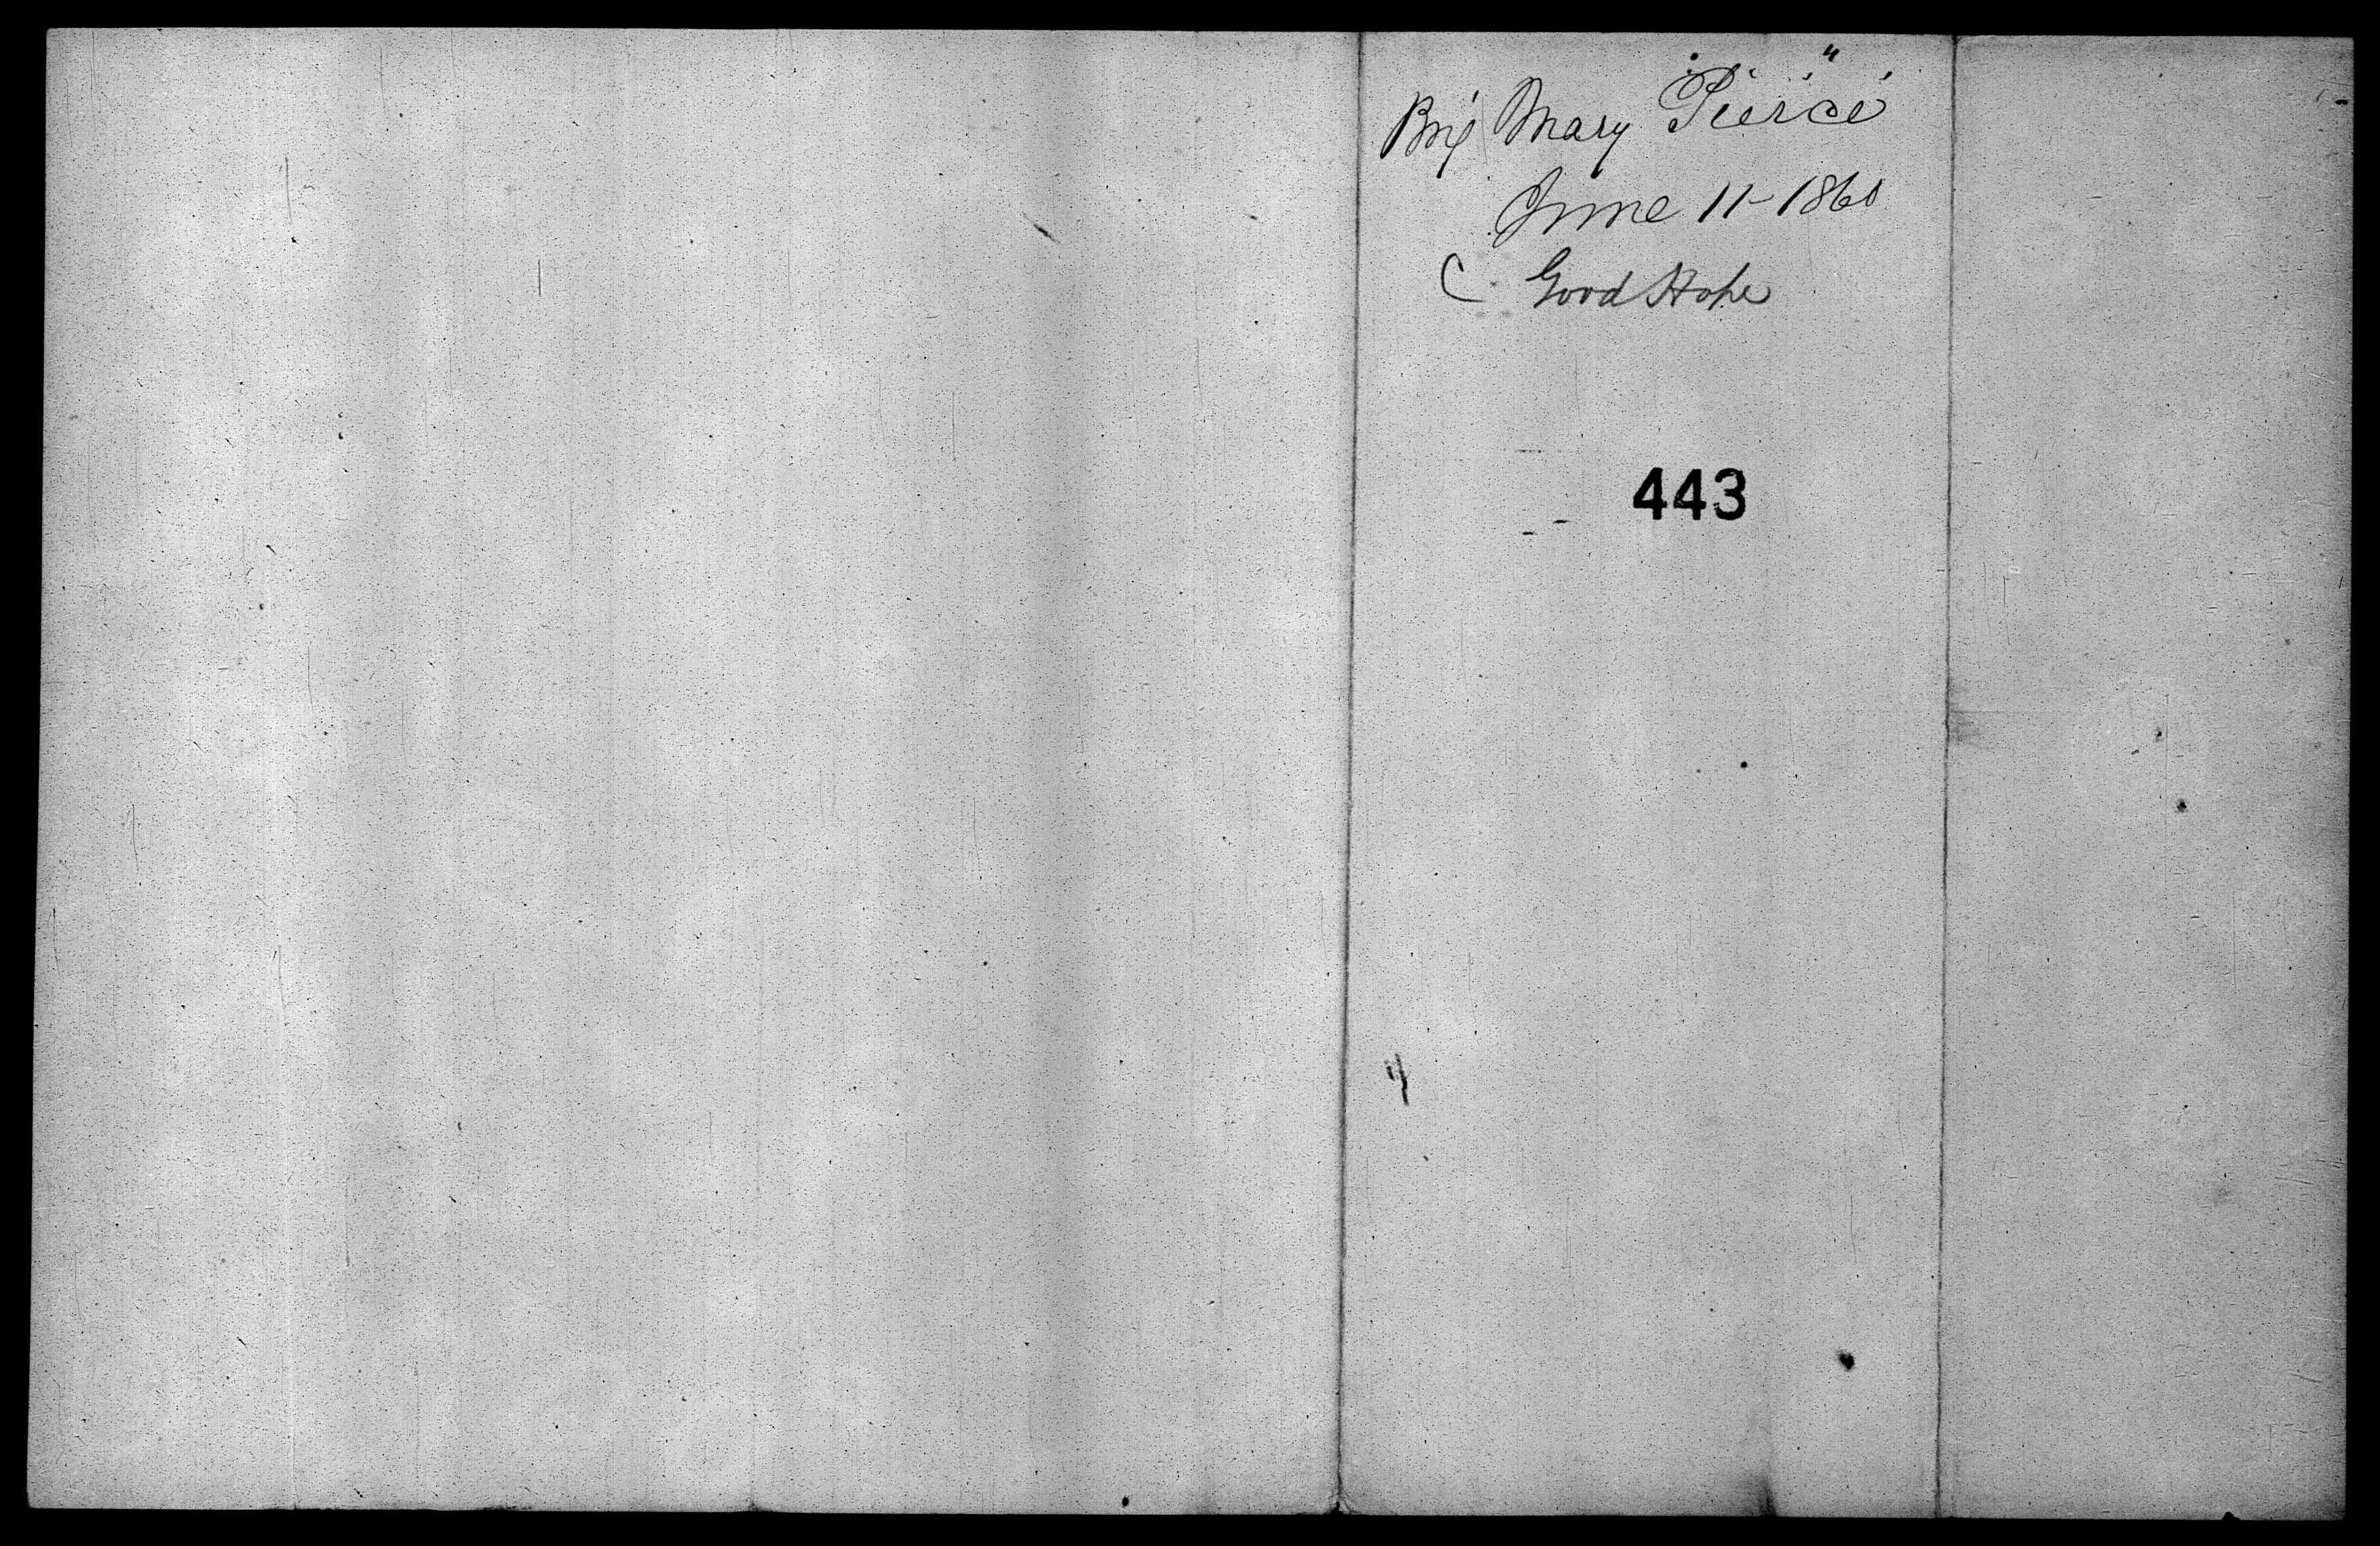 Brig Mary Pierce
June 11-1860
C. Good Hope
443